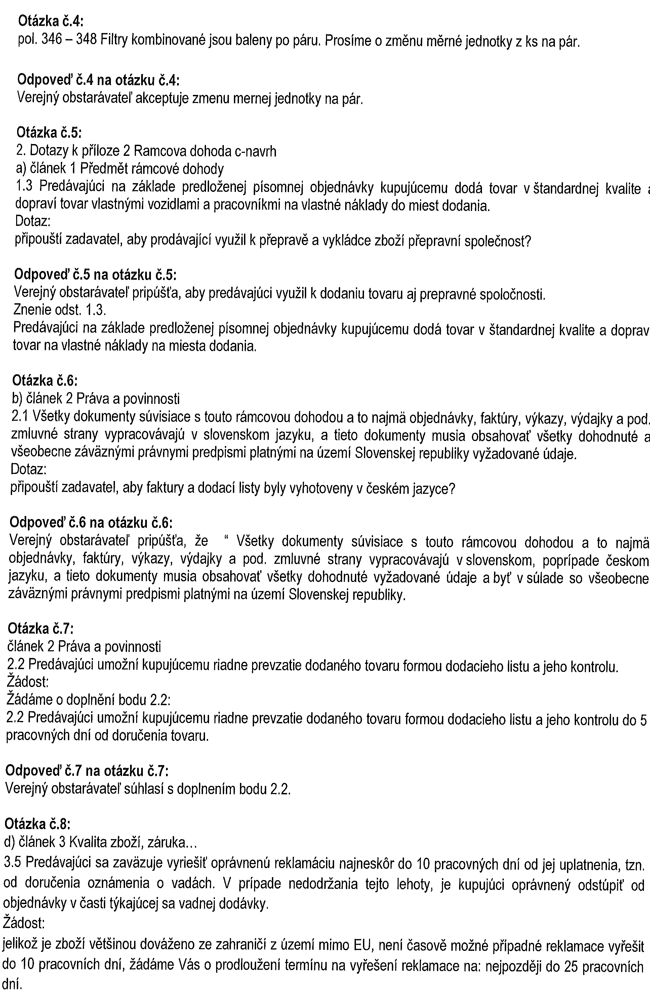 Otázka č.4:
pol. 346 – 348 Filtry kombinované jsou baleny po páru. Prosíme o změnu měrné jednotky z ks na pár.
Odpoveď č.4 na otázku č.4:
Verejný obstarávateľ akceptuje zmenu mernej jednotky na pár.
Otázka č.5:
2. Dotazy k příloze 2 Ramcova dohoda c-navrh
a) článek 1 Předmět rámcové dohody
1.3 Predávajúci na základe predloženej písomnej objednávky kupujúcemu dodá tovar v štandardnej kvalite a
dopraví tovar vlastnými vozidlami a pracovníkmi na vlastné náklady do miest dodania.
Dotaz:
připouští zadavatel, aby prodávající využil k přepravě a vykládce zboží přepravní společnost?
Odpoveď č.5 na otázku č.5:
Verejný obstarávateľ pripúšťa, aby predávajúci využil k dodaniu tovaru aj prepravné spoločnosti.
Znenie odst. 1.3.
Predávajúci na základe predloženej písomnej objednávky kupujúcemu dodá tovar v štandardnej kvalite a doprav
tovar na vlastné náklady na miesta dodania.
Otázka č.6:
b) článek 2 Práva a povinnosti
2.1 Všetky dokumenty súvisiace s touto rámcovou dohodou a to najmä objednávky, faktúry, výkazy, výdajky a pod.
zmluvné strany vypracovávajú v slovenskom jazyku, a tieto dokumenty musia obsahovať všetky dohodnuté a
všeobecne záväznými právnymi predpismi platnými na území Slovenskej republiky vyžadované údaje.
Dotaz:
připouští zadavatel, aby faktury a dodací listy byly vyhotoveny v českém jazyce?
Odpoveď č.6 na otázku č.6:
Verejný obstarávateľ pripúšťa, že “ Všetky dokumenty súvisiace s touto rámcovou dohodou a to najmä
objednávky, faktúry, výkazy, výdajky a pod. zmluvné strany vypracovávajú v slovenskom, poprípade českom
jazyku, a tieto dokumenty musia obsahovať všetky dohodnuté vyžadované údaje a byť v súlade so všeobecne
záväznými právnymi predpismi platnými na území Slovenskej republiky.
Otázka č.7:
článek 2 Práva a povinnosti
2.2 Predávajúci umožní kupujúcemu riadne prevzatie dodaného tovaru formou dodacieho listu a jeho kontrolu.
Žádost:
Žádáme o doplnění bodu 2.2:
2.2 Predávajúci umožní kupujúcemu riadne prevzatie dodaného tovaru formou dodacieho listu a jeho kontrolu do 5
pracovných dní od doručenia tovaru.
Odpoveď č.7 na otázku č.7:
Verejný obstarávateľ súhlasí s doplnením bodu 2.2.
Otázka č.8:
d) článek 3 Kvalita zboží, záruka...
3.5 Predávajúci sa zaväzuje vyriešiť oprávnenú reklamáciu najneskôr do 10 pracovných dní od jej uplatnenia, tzn.
od doručenia oznámenia o vadách. V prípade nedodržania tejto lehoty, je kupujúci oprávnený odstúpiť od
objednávky v časti týkajúcej sa vadnej dodávky.
Žádost:
jelikož je zboží většinou dováženo ze zahraničí z území mimo EU, není časově možné případné reklamace vyřešit
do 10 pracovních dní, žádáme Vás o prodloužení termínu na vyřešení reklamace na: nejpozději do 25 pracovních
dní.